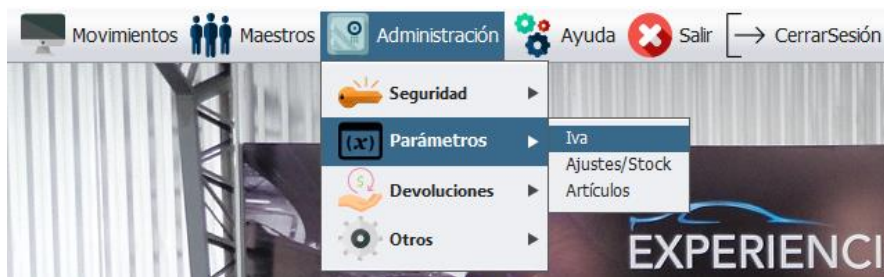 Movimientos Maestros Administración Ayuda Salir CerrarSesión
Seguridad
(x) Parámetros
Iva
Ajustes/Stock
Artículos
$ Devoluciones
Otros
EXPERIENCI